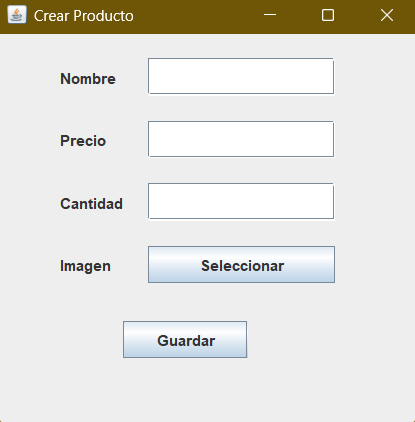 Crear Producto
Nombre
Precio
Cantidad
Imagen Seleccionar
Guardar